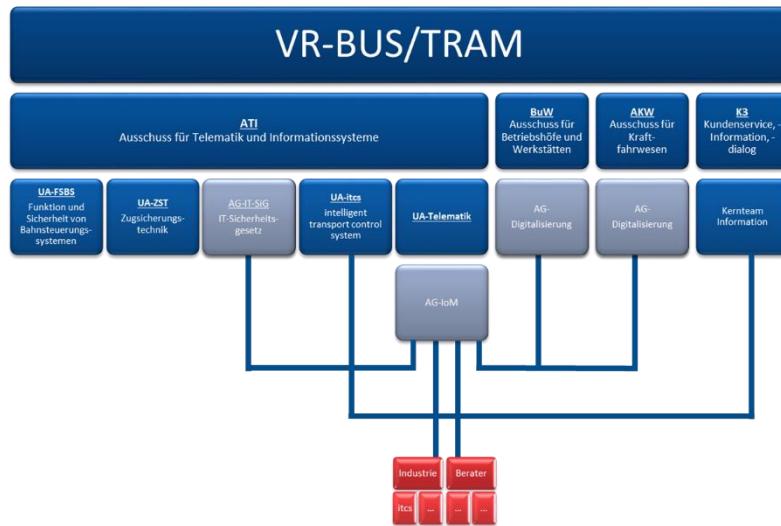 VR-BUS/TRAM
ATI
Ausschuss für Telematik und Informationssysteme
BuW
Ausschuss für
Betriebshöfe und
Werkstätten
AKW
Ausschuss für
Kraft-
fahrwesen
K3
Kundenservice, -
Information, -
dialog
UA-FSBS
Funktion und
Sicherheit von
Bahnsteuerungs-
systemen
UA-ZST
Zugsicherungs-
technik
AG-IT-SiG
IT-Sicherheits-
gesetz
UA-itcs
intelligent
transport control
system
UA-Telematik
AG-
Digitalisierung
AG-
Digitalisierung
Kernteam
Information
AG-IoM
Industrie
Berater
itcs
...
...
...